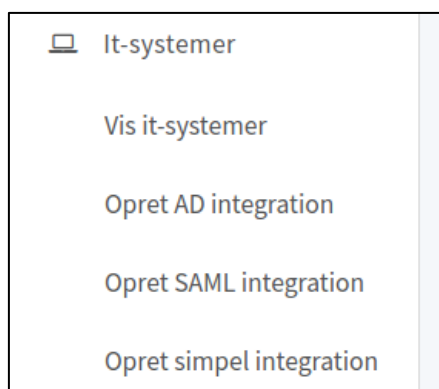 It-systemer
Vis it-systemer
Opret AD integration
Opret SAML integration
Opret simpel integration